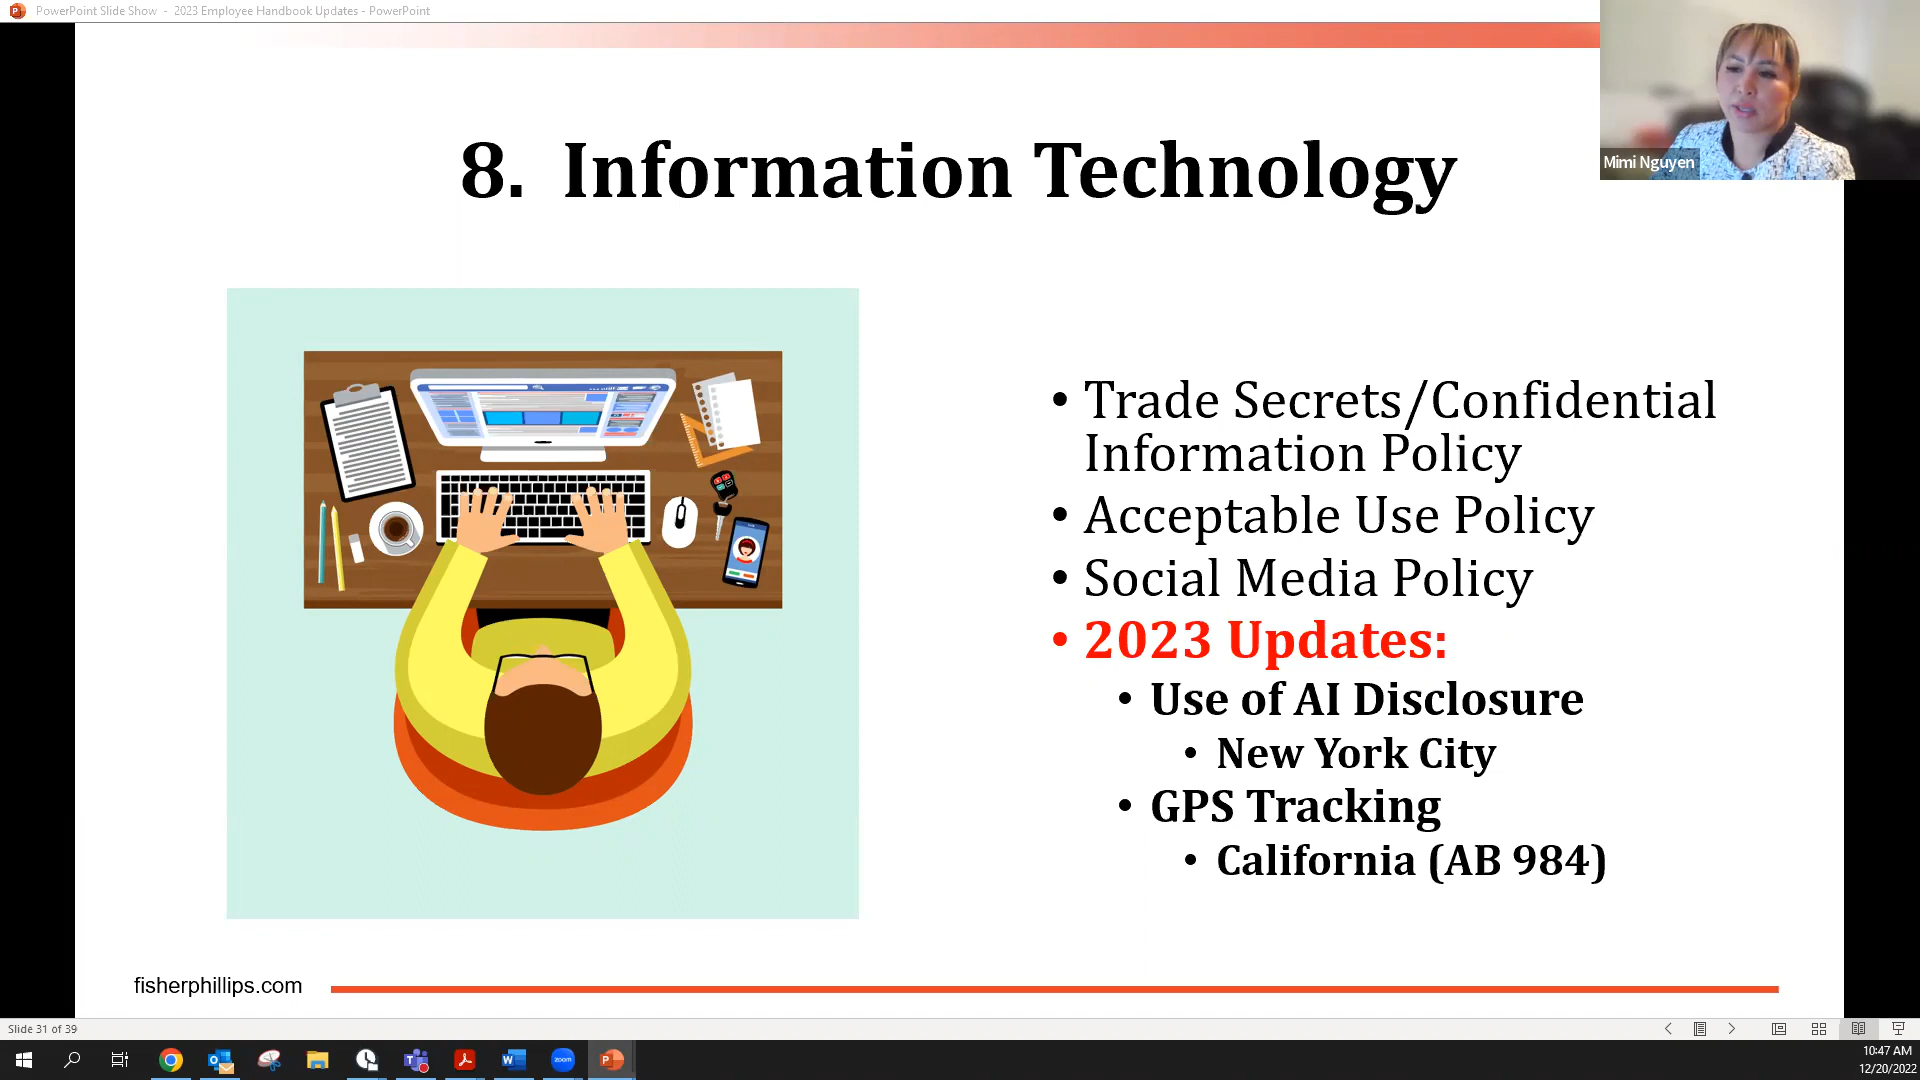 PowerPoint Slide Show - 2023 Employee Handbook Updates - PowerPoint
Mimi Nguyen
8. Information Technology
• Trade Secrets/Confidential
Information Policy
• Acceptable Use Policy
• Social Media Policy
• 2023 Updates:
• Use of AI Disclosure
• New York City
• GPS Tracking
• California (AB 984)
fisherphillips.com
Slide 31 of 39
zoom
10:47 AM
12/20/2022